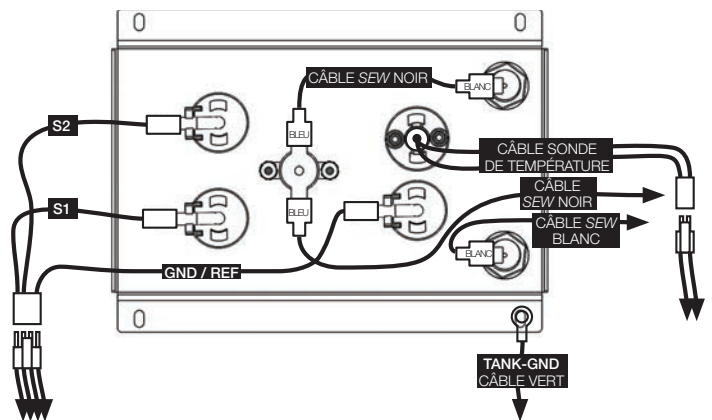 CÂBLE SEW NOIR
BLANC
S2
BLEU
CÂBLE SONDE
DE TEMPÉRATURE
CÂBLE
SEW NOIR
S1
BLEU
CÂBLE SEW
BLANC
BLANC
GND / REF
TANK-GND
CÂBLE VERT